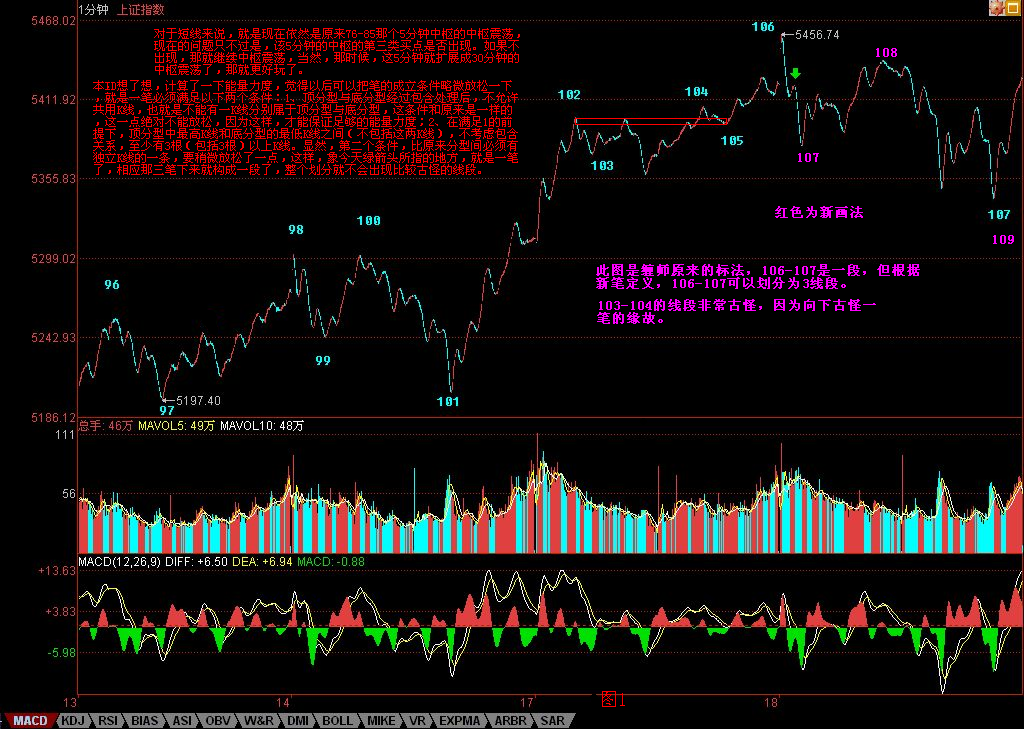 1分钟 上证指数
5468.02
5411.92
5355.83
5299.02
5242.93
5186.12
对于短线来说，就是现在依然是原来76-85那个5分钟中枢的中枢震荡，
现在的问题只不过是，该5分钟的中枢的第三类买点是否出现。如果不
出现，那就继续中枢震荡，当然，那时候，这5分钟就扩展成30分钟的
中枢震荡了，那就更好玩了。
本ID想了想，计算了一下能量力度，觉得以后可以把笔的成立条件略微放松一下
，就是一笔必须满足以下两个条件：1、顶分型与底分型经过包含处理后，不允许
共用K线，也就是不能有一K线分别属于顶分型与底分型，这条件和原来是一样的
，这一点绝对不能放松，因为这样，才能保证足够的能量力度；2、在满足1的前
提下，顶分型中最高K线和底分型的最低K线之间（不包括这两K线），不考虑包含
关系，至少有3根（包括3根）以上K线。显然，第二个条件，比原来分型间必须有
独立K线的一条，要稍微放松了一点，这样，象今天绿箭头所指的地方，就是一笔
了，相应那三笔下来就构成一段了，整个划分就不会出现比较古怪的线段。
96
97
5197.40
98
99
100
101
102
103
104
105
106
5456.74
107
108
107
109
红色为新画法
此图是缠师原来的标法，106-107是一段，但根据
新笔定义，106-107可以划分为3线段。
103-104的线段非常古怪，因为向下古怪一
笔的缘故。
总手: 46万 MAVOL5: 49万 MAVOL10: 48万
111
56
MACD(12,26,9) DIFF: +6.50 DEA: +6.94 MACD: -0.88
+13.63
+3.83
-5.98
13 14 17 图1 18
MACD KDJ RSI BIAS ASI OBV W&R DMI BOLL MIKE VR EXPMA ARBR SAR